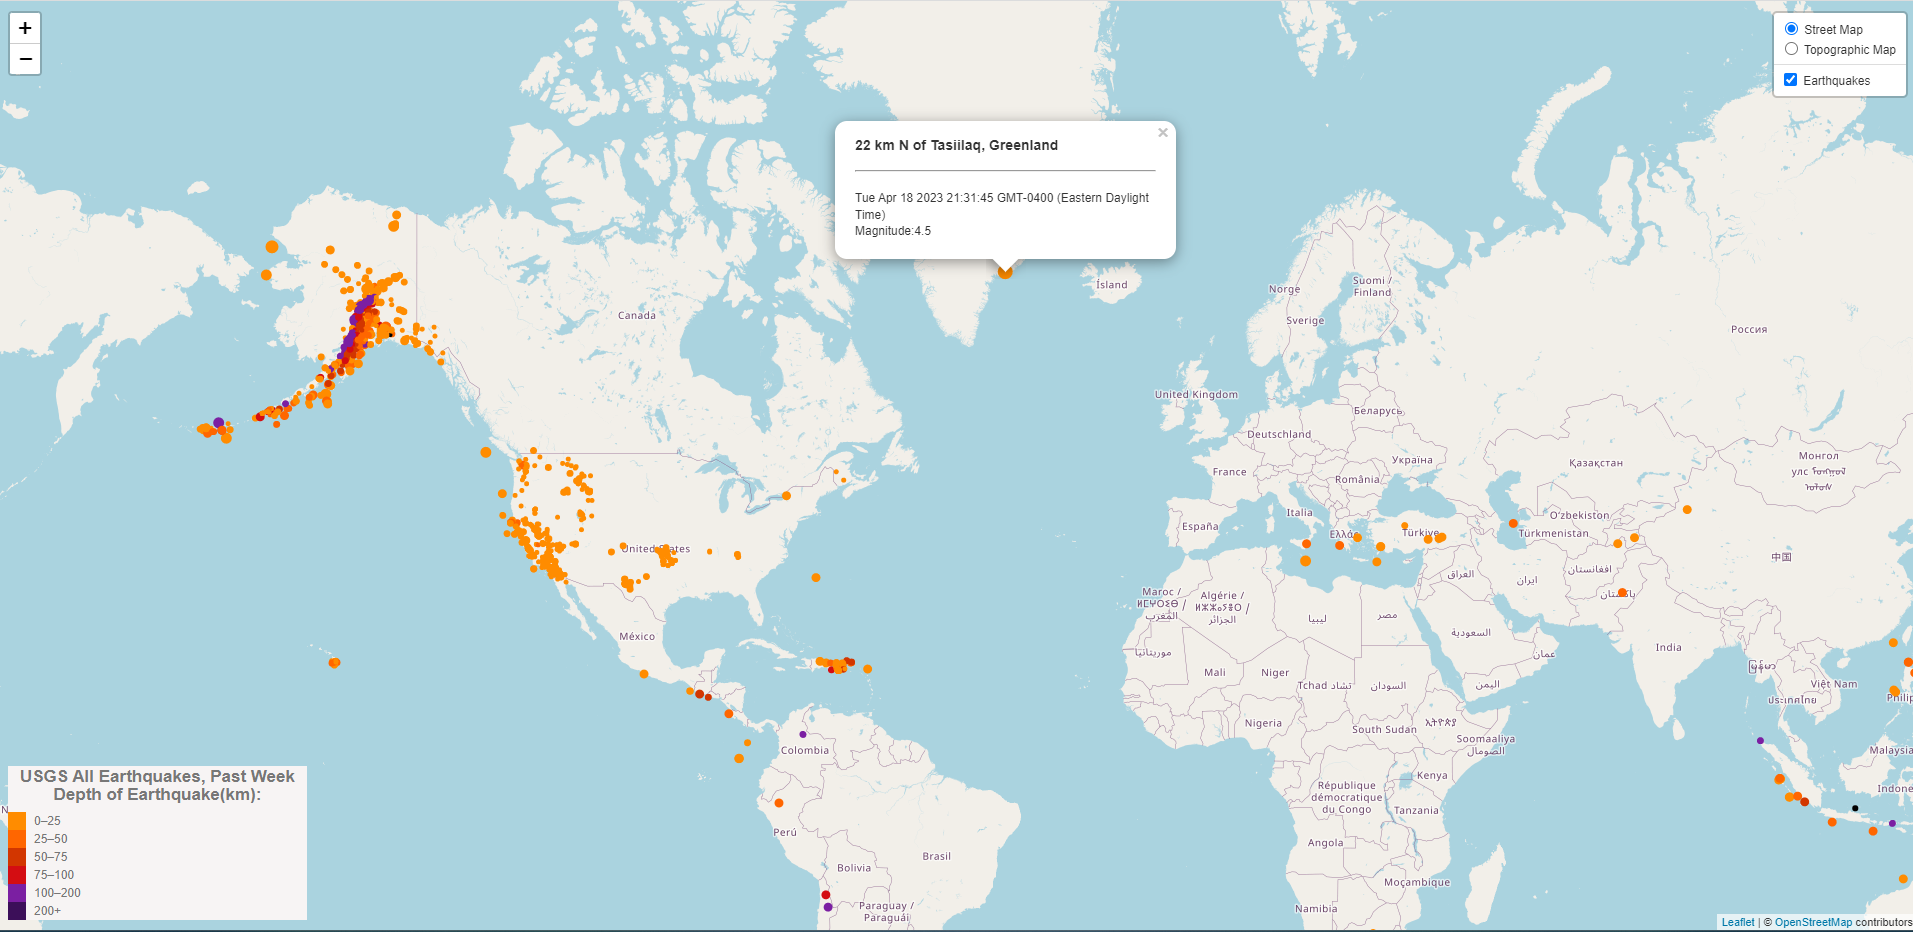 +
−
Street Map
Topographic Map
Earthquakes
×
22 km N of Tasiilaq, Greenland
Tue Apr 18 2023 21:31:45 GMT-0400 (Eastern Daylight
Time)
Magnitude:4.5
Ísland
Norge
Suomi /
Finland
Sverige
Canada
Россия
United Kingdom
Беларусь
Deutschland
France
Україна
România
Қазақстан
Монгол
улс
Italia
España
Türkiye
Oʻzbekiston
Türkmenistan
United States
中国
العراق
ایران
افغانستان
Maroc /
ⵍⵎⵖⵔⵉⴱ /
المغرب
Algérie /
الجزائر
ليبيا
مصر
السعودية
پاکستان
México
India
موريتانيا
عمان
Mali
Niger
Tchad تشاد
السودان
اليمن
Việt Nam
ประเทศไทย
Nigeria
South Sudan
ኢትዮጵያ
Soomaaliya
الصومال
Colombia
Malaysia
Kenya
République
démocratique
du Congo
Tanzania
Perú
Angola
Brasil
Bolivia
Moçambique
Paraguay /
Paraguái
Namibia
USGS All Earthquakes, Past Week
Depth of Earthquake(km):
0–25
25–50
50–75
75–100
100–200
200+
Leaflet | © OpenStreetMap contributors